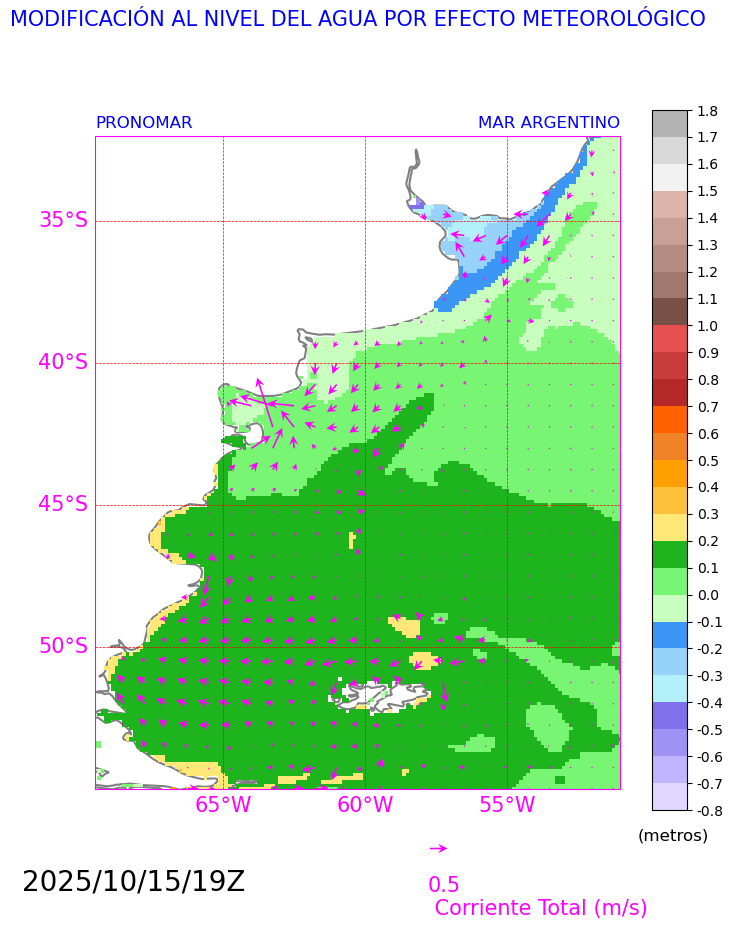 MODIFICACIÓN AL NIVEL DEL AGUA POR EFECTO METEOROLÓGICO
PRONOMAR
MAR ARGENTINO
35°S
40°S
45°S
50°S
65°W
60°W
55°W
1.8
1.7
1.6
1.5
1.4
1.3
1.2
1.1
1.0
0.9
0.8
0.7
0.6
0.5
0.4
0.3
0.2
0.1
0.0
-0.1
-0.2
-0.3
-0.4
-0.5
-0.6
-0.7
-0.8
(metros)
2025/10/15/19Z
0.5
Corriente Total (m/s)